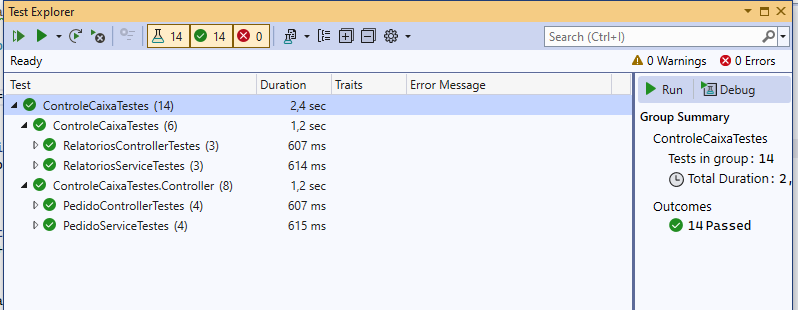 Test Explorer
14 14 0
Search (Ctrl+I)
Ready 0 Warnings 0 Errors
Test Duration Traits Error Message
ControleCaixaTestes (14) 2,4 sec
ControleCaixaTestes (6) 1,2 sec
RelatoriosControllerTestes (3) 607 ms
RelatoriosServiceTestes (3) 614 ms
ControleCaixaTestes.Controller (8) 1,2 sec
PedidoControllerTestes (4) 607 ms
PedidoServiceTestes (4) 615 ms
Run Debug
Group Summary
ControleCaixaTestes
Tests in group: 14
Total Duration: 2,
Outcomes
14 Passed